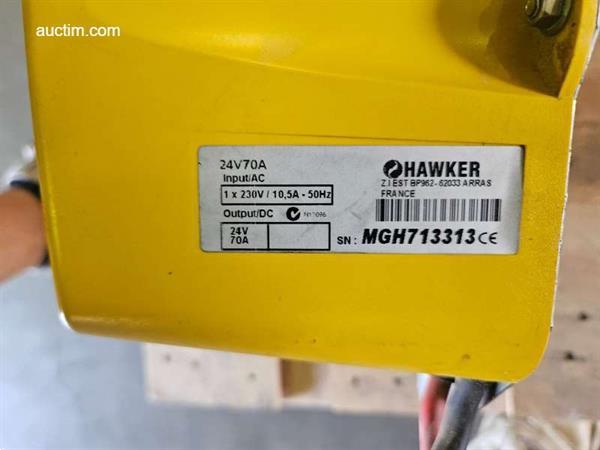 auctim.com
24V70A
Input/AC
1 x 230V / 10,5A - 50Hz
Output/DC
24V
70A
HAWKER
Z.I EST BP962 - 62033 ARRAS
FRANCE
SN : MGH713313 CE